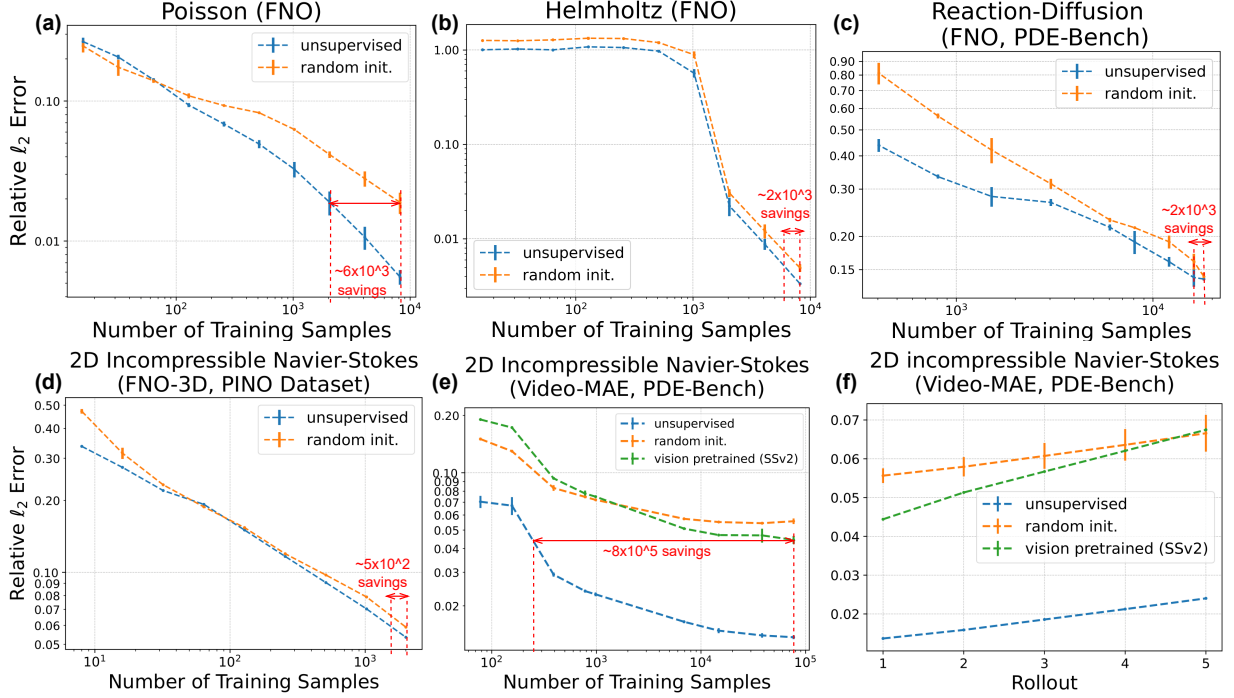 (a)
Poisson (FNO)
unsupervised
random init.
0.10
0.01
Relative ℓ2 Error
~6x10^3
savings
10^2
10^3
10^4
Number of Training Samples
(b)
Helmholtz (FNO)
1.00
0.10
0.01
~2x10^3
savings
unsupervised
random init.
10^2
10^3
10^4
Number of Training Samples
(c)
Reaction-Diffusion
(FNO, PDE-Bench)
unsupervised
random init.
0.90
0.80
0.70
0.60
0.50
0.40
0.30
0.20
0.15
~2x10^3
savings
10^3
10^4
Number of Training Samples
(d)
2D Incompressible Navier-Stokes
(FNO-3D, PINO Dataset)
unsupervised
random init.
0.50
0.40
0.30
0.20
0.10
0.09
0.08
0.07
0.06
0.05
Relative ℓ2 Error
~5x10^2
savings
10^1
10^2
10^3
Number of Training Samples
(e)
2D Incompressible Navier-Stokes
(Video-MAE, PDE-Bench)
unsupervised
random init.
vision pretrained (SSv2)
0.20
0.10
0.09
0.08
0.07
0.06
0.05
0.04
0.03
0.02
~8x10^5 savings
10^2
10^3
10^4
10^5
Number of Training Samples
(f)
2D incompressible Navier-Stokes
(Video-MAE, PDE-Bench)
0.07
0.06
0.05
0.04
0.03
0.02
unsupervised
random init.
vision pretrained (SSv2)
1
2
3
4
5
Rollout